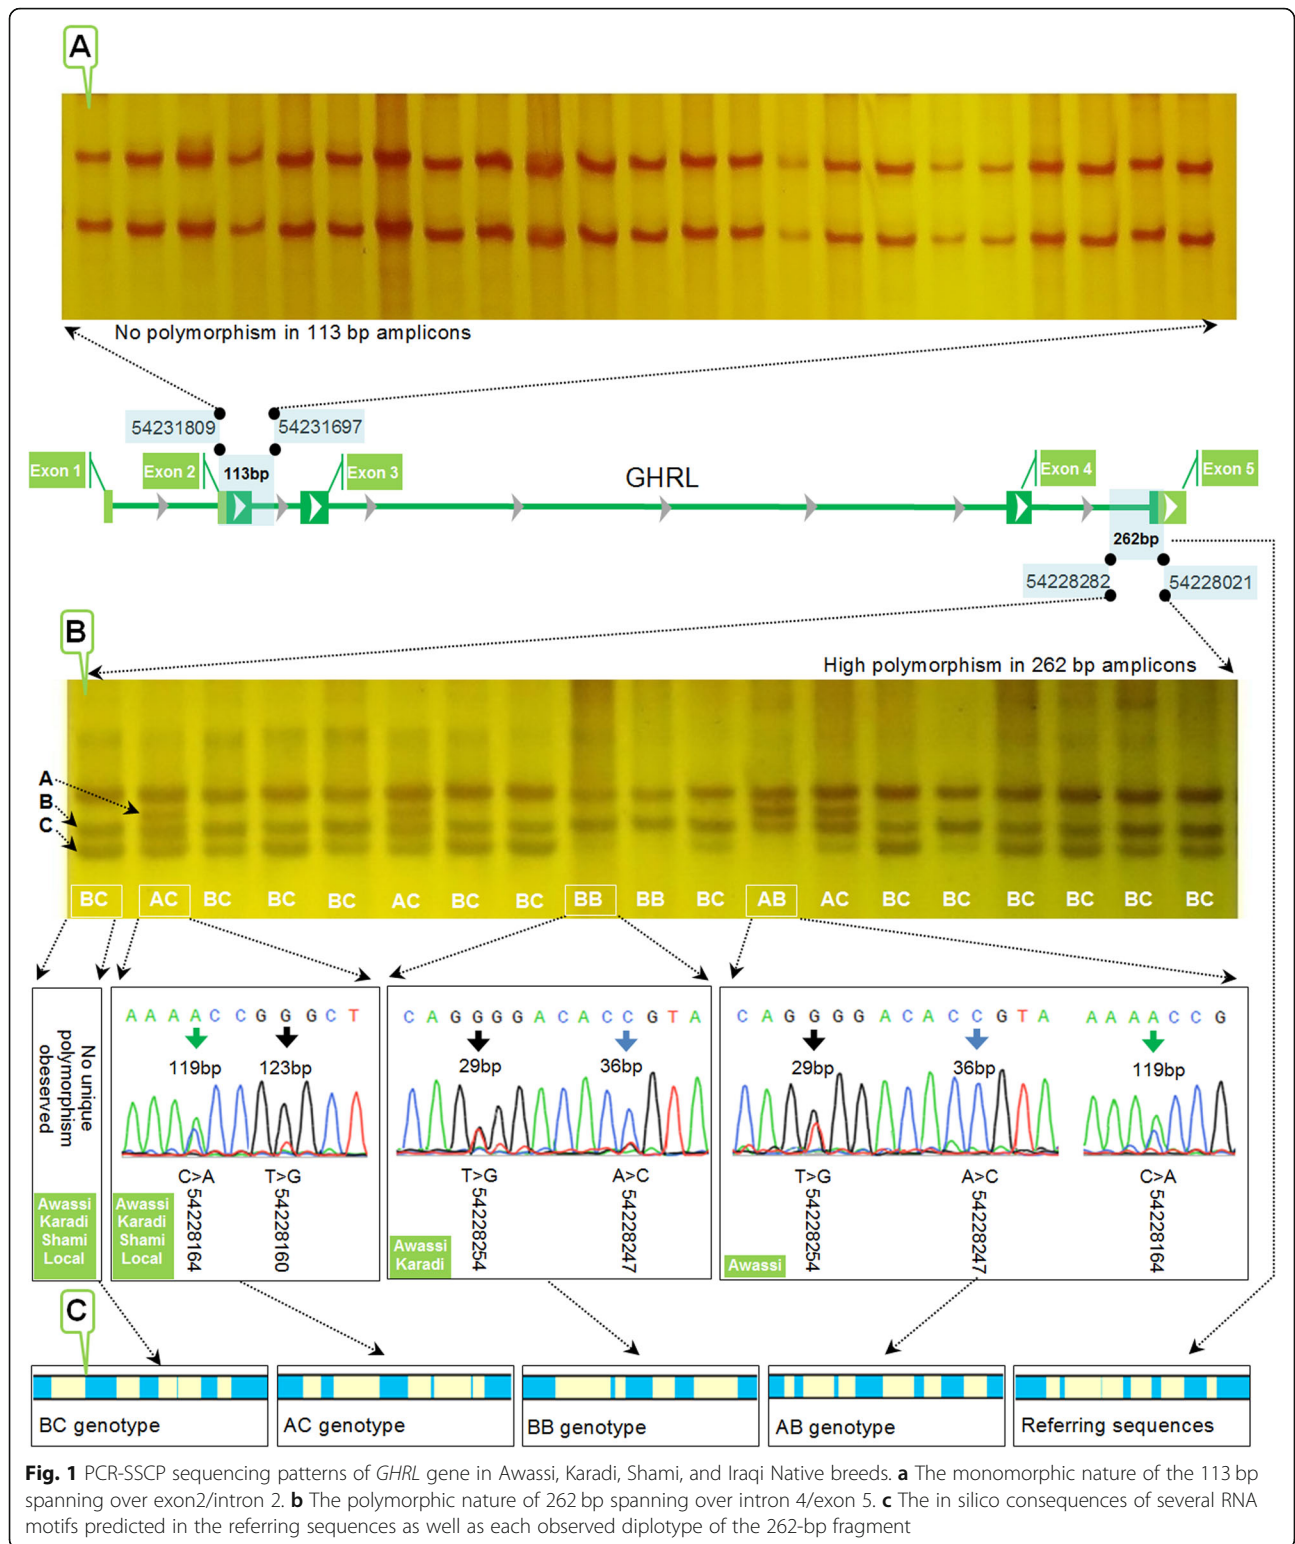 A
No polymorphism in 113 bp amplicons
54231809
54231697
Exon 1
Exon 2
113bp
Exon 3
GHRL
Exon 4
Exon 5
262bp
54228282
54228021
B
High polymorphism in 262 bp amplicons
A
B
C
BC AC BC BC BC AC BC BC BB BB BC AB AC BC BC BC BC BC BC
No unique
polymorphism
obeserved
Awassi
Karadi
Shami
Local
A A A A C C G G G C T
119bp 123bp
C>A T>G
54228164
54228160
Awassi
Karadi
Shami
Local
C A G G G G A C A C C G T A
29bp 36bp
T>G A>C
54228254
54228247
Awassi
Karadi
C A G G G G A C A C C G T A A A A A C C G
29bp 36bp 119bp
T>G A>C C>A
54228254
54228247
54228164
Awassi
C
BC genotype
AC genotype
BB genotype
AB genotype
Referring sequences
Fig. 1 PCR-SSCP sequencing patterns of GHRL gene in Awassi, Karadi, Shami, and Iraqi Native breeds. a The monomorphic nature of the 113 bp
spanning over exon2/intron 2. b The polymorphic nature of 262 bp spanning over intron 4/exon 5. c The in silico consequences of several RNA
motifs predicted in the referring sequences as well as each observed diplotype of the 262-bp fragment